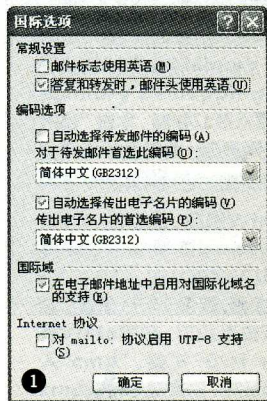 国际选项
常规设置
邮件标志使用英语(M)
答复和转发时，邮件头使用英语(U)
编码选项
自动选择待发邮件的编码(A)
对于待发邮件首选此编码(O):
简体中文(GB2312)
自动选择传出电子名片的编码(V)
传出电子名片的首选编码(F):
简体中文(GB2312)
国际域
在电子邮件地址中启用对国际化域名
的支持(E)
Internet 协议
对 mailto: 协议启用 UTF-8 支持
(S)
1 确定 取消